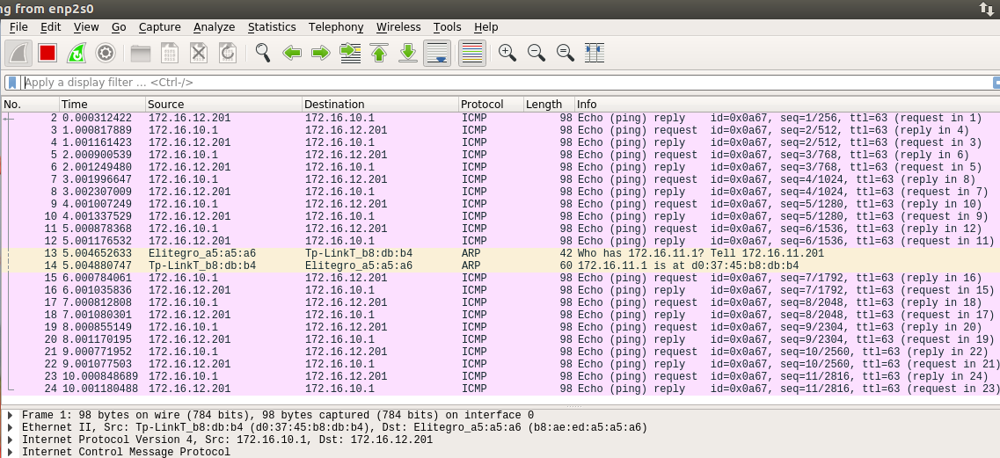 ng from enp2s0
File Edit View Go Capture Analyze Statistics Telephony Wireless Tools Help
Apply a display filter ... <Ctrl-/>
No. Time Source Destination Protocol Length Info
2 0.000312422 172.16.12.201 172.16.10.1 ICMP 98 Echo (ping) reply id=0x0a67, seq=1/256, ttl=63 (request in 1)
3 1.000817889 172.16.10.1 172.16.12.201 ICMP 98 Echo (ping) request id=0x0a67, seq=2/512, ttl=63 (reply in 4)
4 1.001161423 172.16.12.201 172.16.10.1 ICMP 98 Echo (ping) reply id=0x0a67, seq=2/512, ttl=63 (request in 3)
5 2.000900539 172.16.10.1 172.16.12.201 ICMP 98 Echo (ping) request id=0x0a67, seq=3/768, ttl=63 (reply in 6)
6 2.001249480 172.16.12.201 172.16.10.1 ICMP 98 Echo (ping) reply id=0x0a67, seq=3/768, ttl=63 (request in 5)
7 3.001996647 172.16.10.1 172.16.12.201 ICMP 98 Echo (ping) request id=0x0a67, seq=4/1024, ttl=63 (reply in 8)
8 3.002307009 172.16.12.201 172.16.10.1 ICMP 98 Echo (ping) reply id=0x0a67, seq=4/1024, ttl=63 (request in 7)
9 4.001007249 172.16.10.1 172.16.12.201 ICMP 98 Echo (ping) request id=0x0a67, seq=5/1280, ttl=63 (reply in 10)
10 4.001337529 172.16.12.201 172.16.10.1 ICMP 98 Echo (ping) reply id=0x0a67, seq=5/1280, ttl=63 (request in 9)
11 5.000878368 172.16.10.1 172.16.12.201 ICMP 98 Echo (ping) request id=0x0a67, seq=6/1536, ttl=63 (reply in 12)
12 5.001176532 172.16.12.201 172.16.10.1 ICMP 98 Echo (ping) reply id=0x0a67, seq=6/1536, ttl=63 (request in 11)
13 5.004652633 Elitegro_a5:a5:a6 Tp-LinkT_b8:db:b4 ARP 42 Who has 172.16.11.1? Tell 172.16.11.201
14 5.004880747 Tp-LinkT_b8:db:b4 Elitegro_a5:a5:a6 ARP 60 172.16.11.1 is at d0:37:45:b8:db:b4
15 6.000784061 172.16.10.1 172.16.12.201 ICMP 98 Echo (ping) request id=0x0a67, seq=7/1792, ttl=63 (reply in 16)
16 6.001035836 172.16.12.201 172.16.10.1 ICMP 98 Echo (ping) reply id=0x0a67, seq=7/1792, ttl=63 (request in 15)
17 7.000812808 172.16.10.1 172.16.12.201 ICMP 98 Echo (ping) request id=0x0a67, seq=8/2048, ttl=63 (reply in 18)
18 7.001080301 172.16.12.201 172.16.10.1 ICMP 98 Echo (ping) reply id=0x0a67, seq=8/2048, ttl=63 (request in 17)
19 8.000855149 172.16.10.1 172.16.12.201 ICMP 98 Echo (ping) request id=0x0a67, seq=9/2304, ttl=63 (reply in 20)
20 8.001170195 172.16.12.201 172.16.10.1 ICMP 98 Echo (ping) reply id=0x0a67, seq=9/2304, ttl=63 (request in 19)
21 9.000771952 172.16.10.1 172.16.12.201 ICMP 98 Echo (ping) request id=0x0a67, seq=10/2560, ttl=63 (reply in 22)
22 9.001077503 172.16.12.201 172.16.10.1 ICMP 98 Echo (ping) reply id=0x0a67, seq=10/2560, ttl=63 (request in 21)
23 10.000848689 172.16.10.1 172.16.12.201 ICMP 98 Echo (ping) request id=0x0a67, seq=11/2816, ttl=63 (reply in 24)
24 10.001180488 172.16.12.201 172.16.10.1 ICMP 98 Echo (ping) reply id=0x0a67, seq=11/2816, ttl=63 (request in 23)
Frame 1: 98 bytes on wire (784 bits), 98 bytes captured (784 bits) on interface 0
Ethernet II, Src: Tp-LinkT_b8:db:b4 (d0:37:45:b8:db:b4), Dst: Elitegro_a5:a5:a6 (b8:ae:ed:a5:a5:a6)
Internet Protocol Version 4, Src: 172.16.10.1, Dst: 172.16.12.201
Internet Control Message Protocol